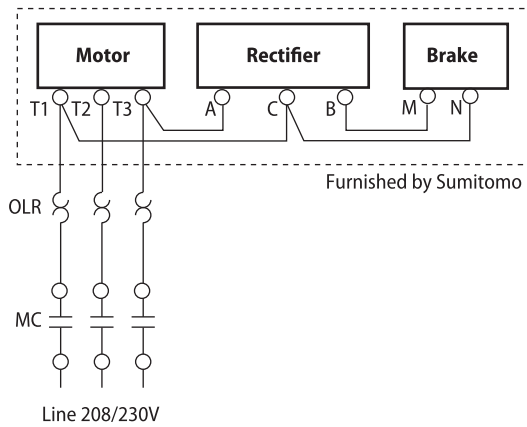 Motor Rectifier Brake
T1 T2 T3 A C B M N
Furnished by Sumitomo
OLR
MC
Line 208/230V